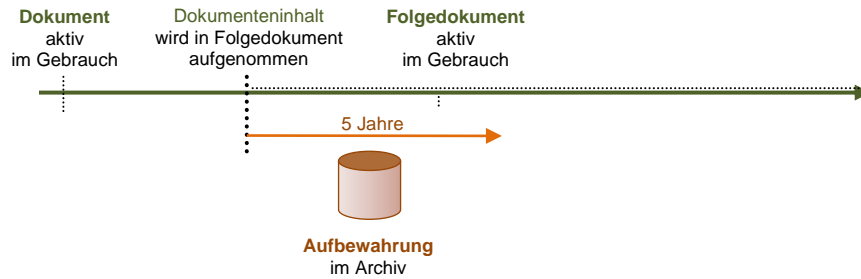 Dokument
aktiv
im Gebrauch
Dokumenteninhalt
wird in Folgedokument
aufgenommen
Folgedokument
aktiv
im Gebrauch
5 Jahre
Aufbewahrung
im Archiv